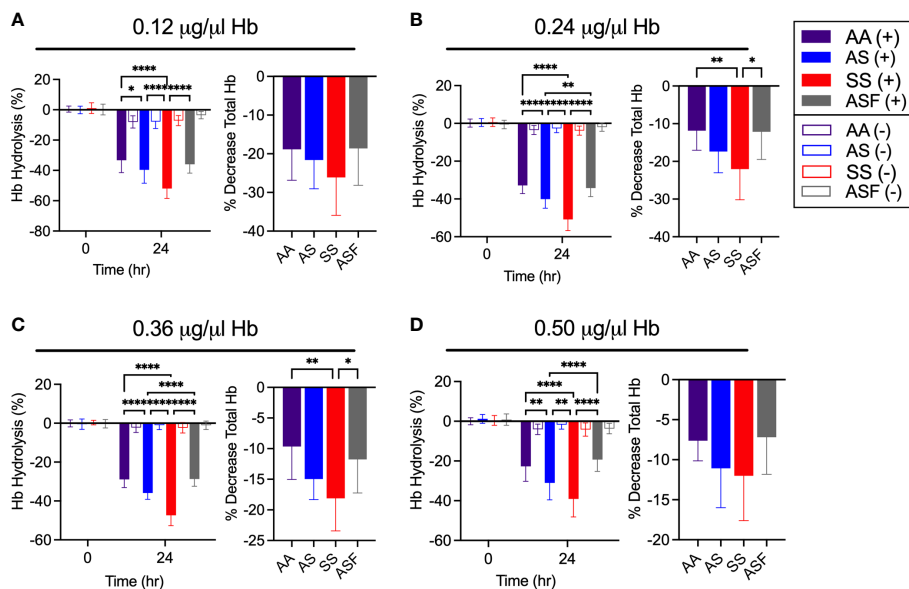 A
0.12 µg/µl Hb
Hb Hydrolysis (%)
20
0
-20
-40
-60
-80
0
24
Time (hr)
****
*
****
****
% Decrease Total Hb
0
-10
-20
-30
-40
AA
AS
SS
ASF
B
0.24 µg/µl Hb
Hb Hydrolysis (%)
20
0
-20
-40
-60
0
24
Time (hr)
****
**
****
****
****
% Decrease Total Hb
0
-10
-20
-30
-40
**
*
AA
AS
SS
ASF
AA (+)
AS (+)
SS (+)
ASF (+)
AA (-)
AS (-)
SS (-)
ASF (-)
C
0.36 µg/µl Hb
Hb Hydrolysis (%)
20
0
-20
-40
-60
0
24
Time (hr)
****
****
****
****
****
% Decrease Total Hb
0
-5
-10
-15
-20
-25
**
*
AA
AS
SS
ASF
D
0.50 µg/µl Hb
Hb Hydrolysis (%)
20
0
-20
-40
-60
0
24
Time (hr)
****
****
**
**
****
% Decrease Total Hb
0
-5
-10
-15
-20
AA
AS
SS
ASF